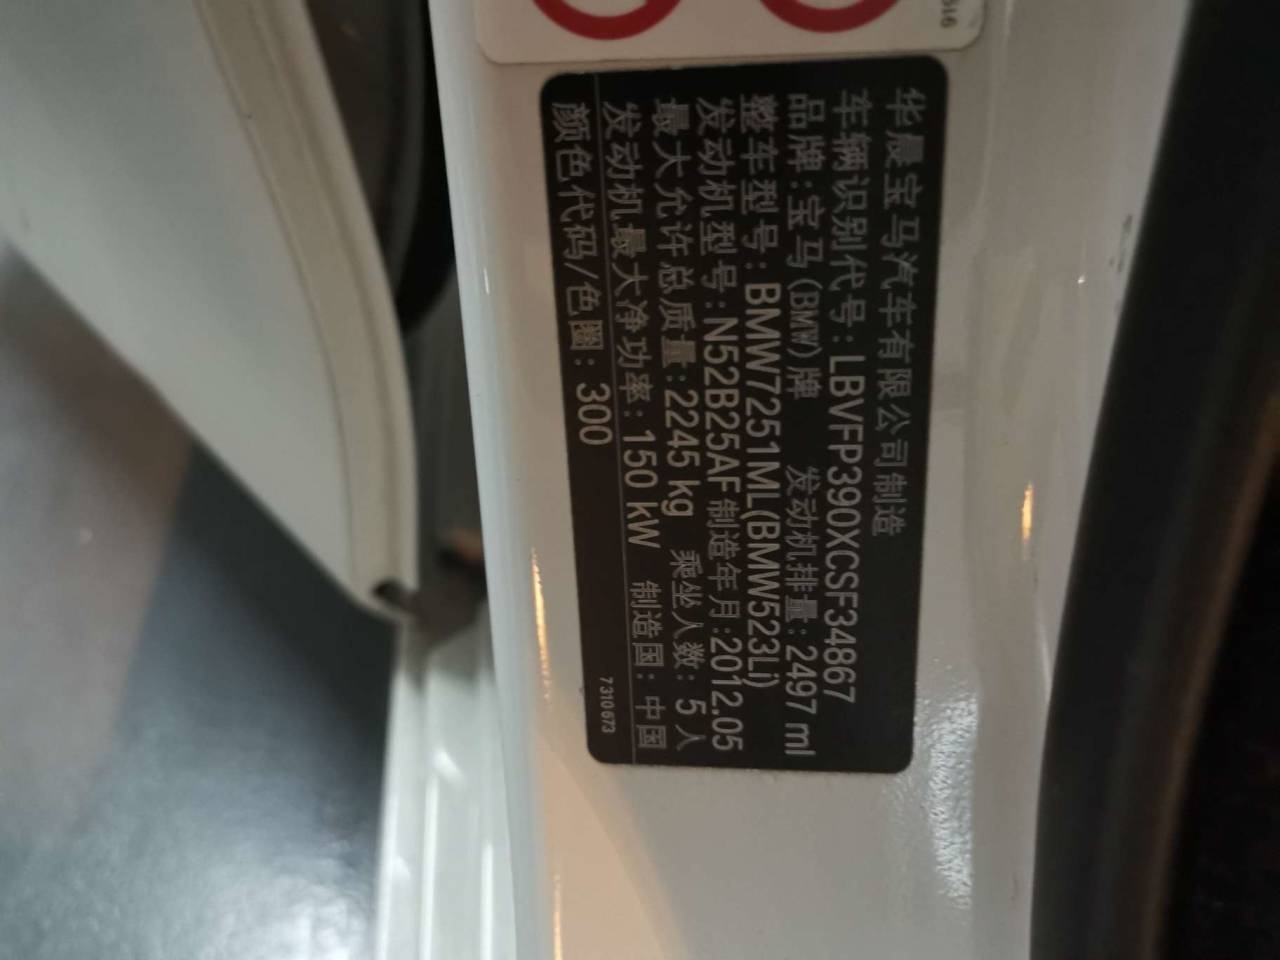 华晨宝马汽车有限公司制造
车辆识别代号:LBVFP390XCSF34867
品牌:宝马(BMW)牌 发动机排量:2497 ml
整车型号:BMW7251ML(BMW523Li)
发动机型号:N52B25AF 制造年月:2012.05
最大允许总质量:2245 kg 乘坐人数:5人
发动机最大净功率:150 kW 制造国:中国
颜色代码/色圈:300
7310673